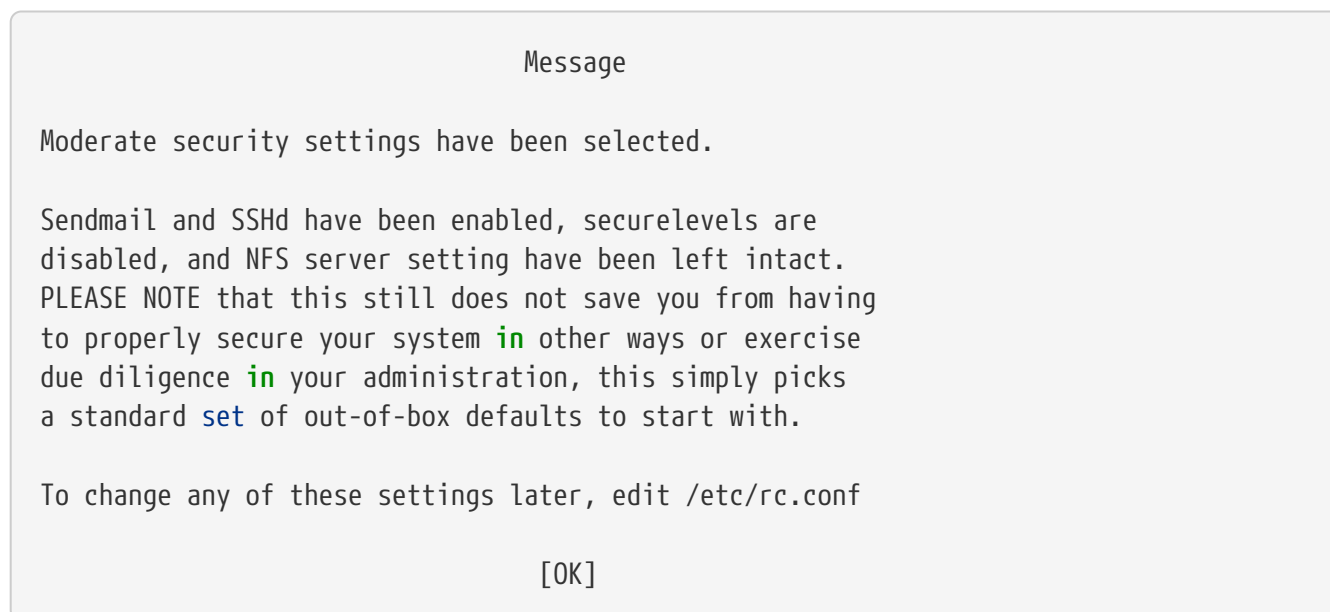 Message
Moderate security settings have been selected.
Sendmail and SSHd have been enabled, securelevels are
disabled, and NFS server setting have been left intact.
PLEASE NOTE that this still does not save you from having
to properly secure your system in other ways or exercise
due diligence in your administration, this simply picks
a standard set of out-of-box defaults to start with.
To change any of these settings later, edit /etc/rc.conf
[OK]